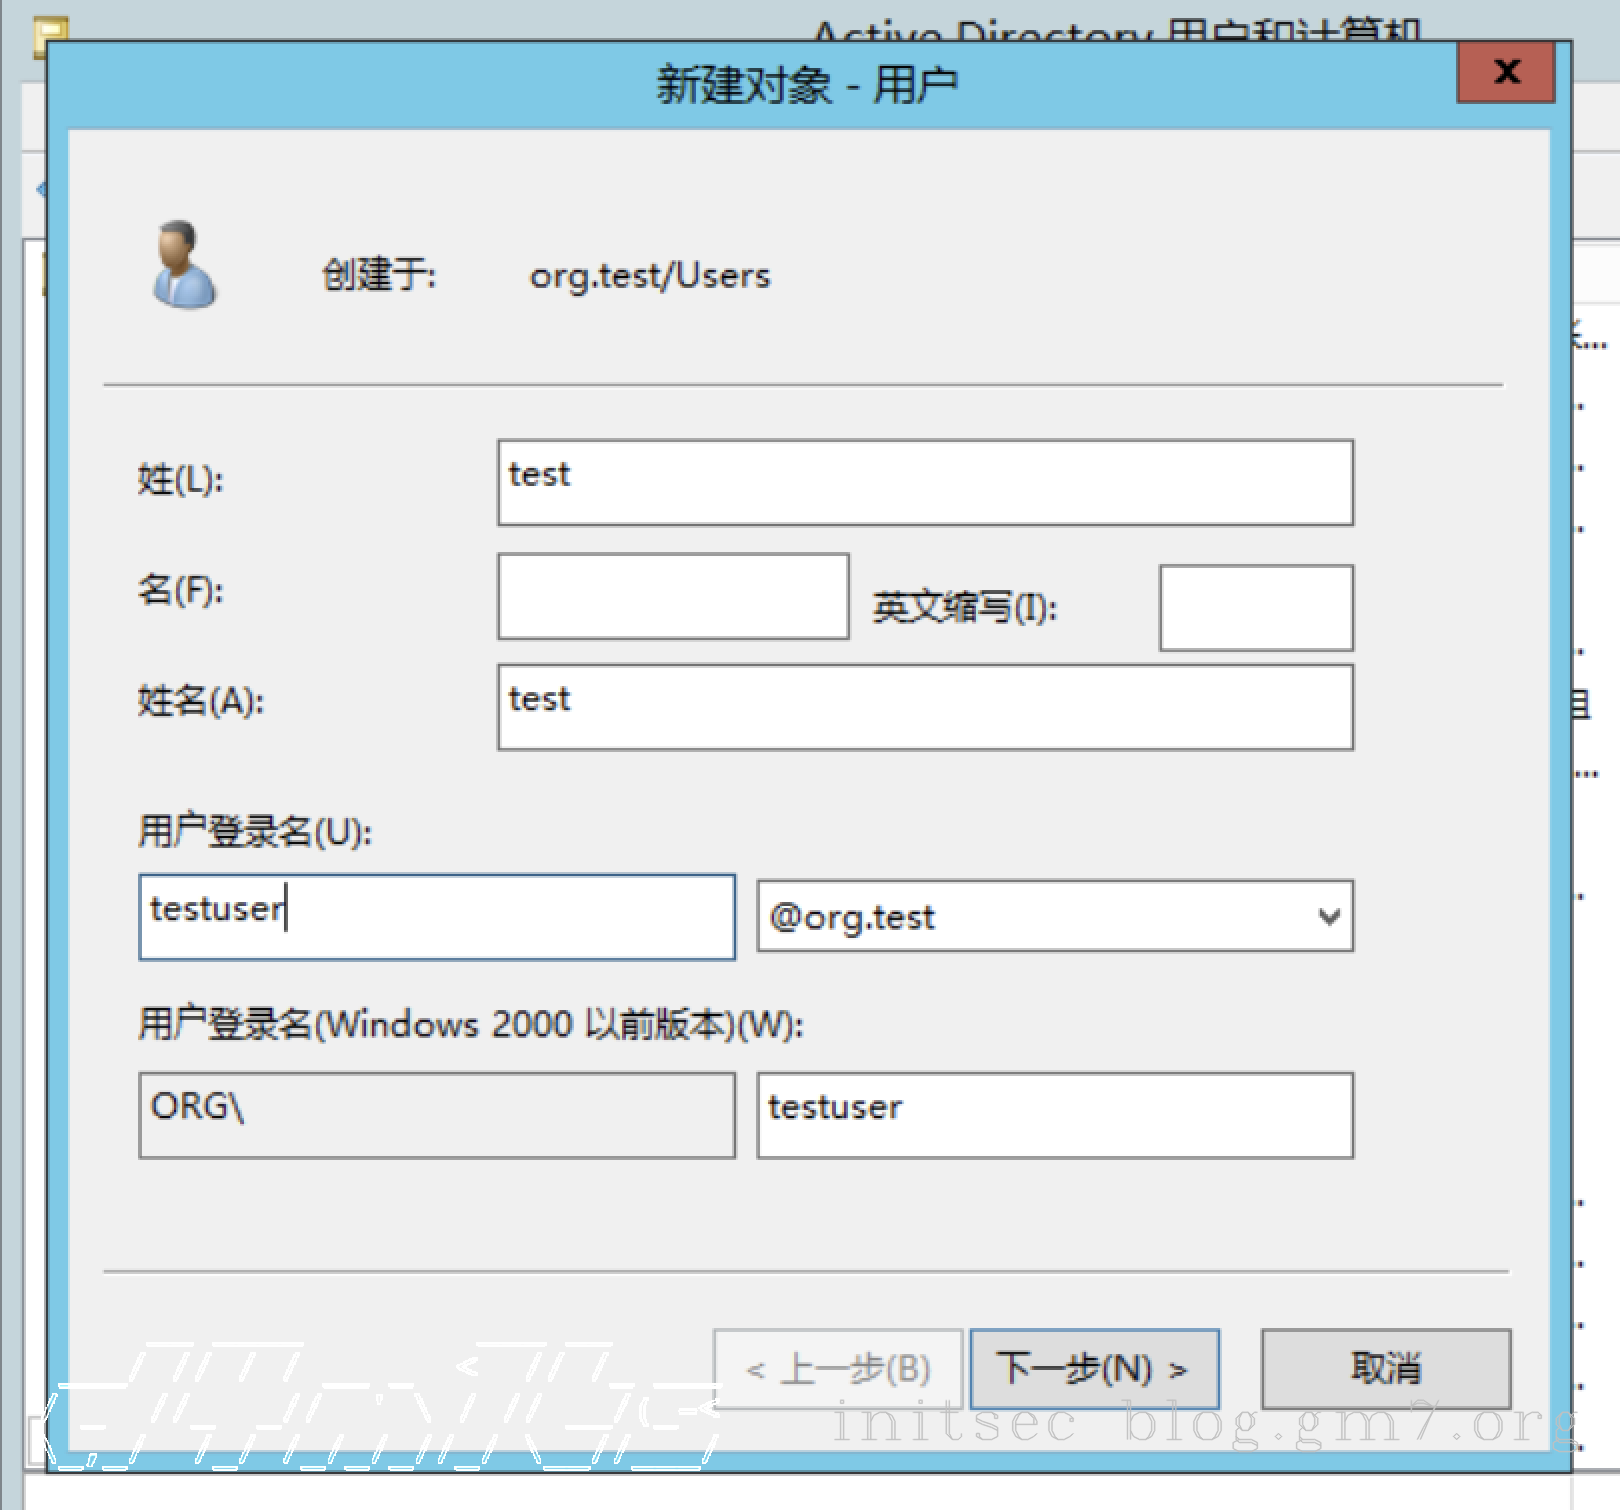 Active Directory 用户和计算机
新建对象 - 用户
x
创建于: org.test/Users
姓(L): test
名(F): 英文缩写(I):
姓名(A): test
用户登录名(U):
testuser @org.test
用户登录名(Windows 2000 以前版本)(W):
ORG\ testuser
组
< 上一步(B) 下一步(N) > 取消
initsec blog.gm7.org